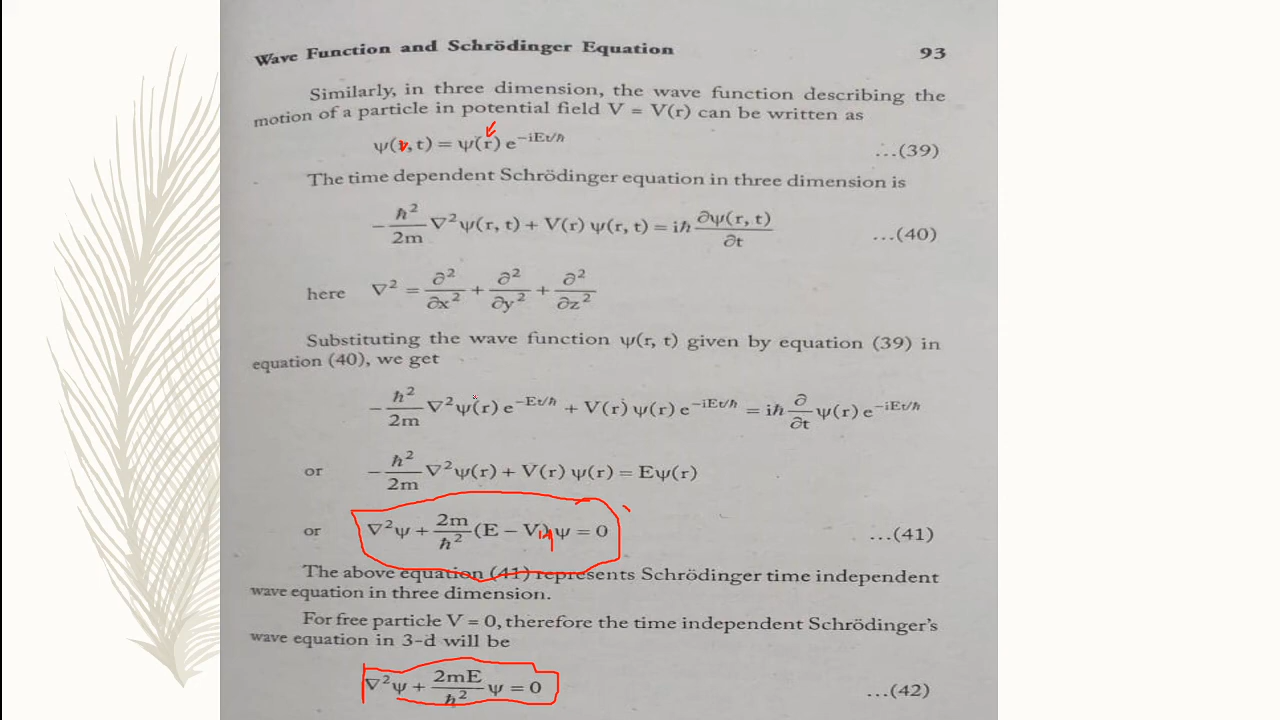 Wave Function and Schrödinger Equation 93
Similarly, in three dimension, the wave function describing the
motion of a particle in potential field V = V(r) can be written as
ψ(r,t) = ψ(r) e^{-iEt/ħ} ...(39)
The time dependent Schrödinger equation in three dimension is
-ħ²/2m ∇²ψ(r, t) + V(r) ψ(r, t) = iħ ∂ψ(r, t)/∂t ...(40)
here ∇² = ∂²/∂x² + ∂²/∂y² + ∂²/∂z²
Substituting the wave function ψ(r, t) given by equation (39) in
equation (40), we get
-ħ²/2m ∇²ψ(r) e^{-Et/ħ} + V(r) ψ(r) e^{-iEt/ħ} = iħ ∂/∂t ψ(r) e^{-iEt/ħ}
or -ħ²/2m ∇²ψ(r) + V(r) ψ(r) = Eψ(r)
or ∇²ψ + 2m/ħ² (E – V) ψ = 0 ...(41)
The above equation (41) represents Schrödinger time independent
wave equation in three dimension.
For free particle V = 0, therefore the time independent Schrödinger's
wave equation in 3-d will be
∇²ψ + 2mE/ħ² ψ = 0 ...(42)